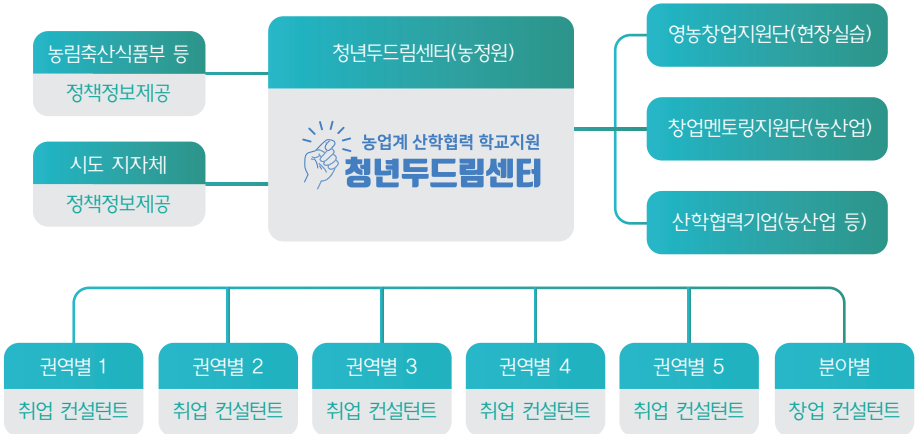 농림축산식품부 등
정책정보제공
시도 지자체
정책정보제공
청년두드림센터(농정원)
농업계 산학협력 학교지원
청년두드림센터
영농창업지원단(현장실습)
창업멘토링지원단(농산업)
산학협력기업(농산업 등)
권역별 1
취업 컨설턴트
권역별 2
취업 컨설턴트
권역별 3
취업 컨설턴트
권역별 4
취업 컨설턴트
권역별 5
취업 컨설턴트
분야별
창업 컨설턴트